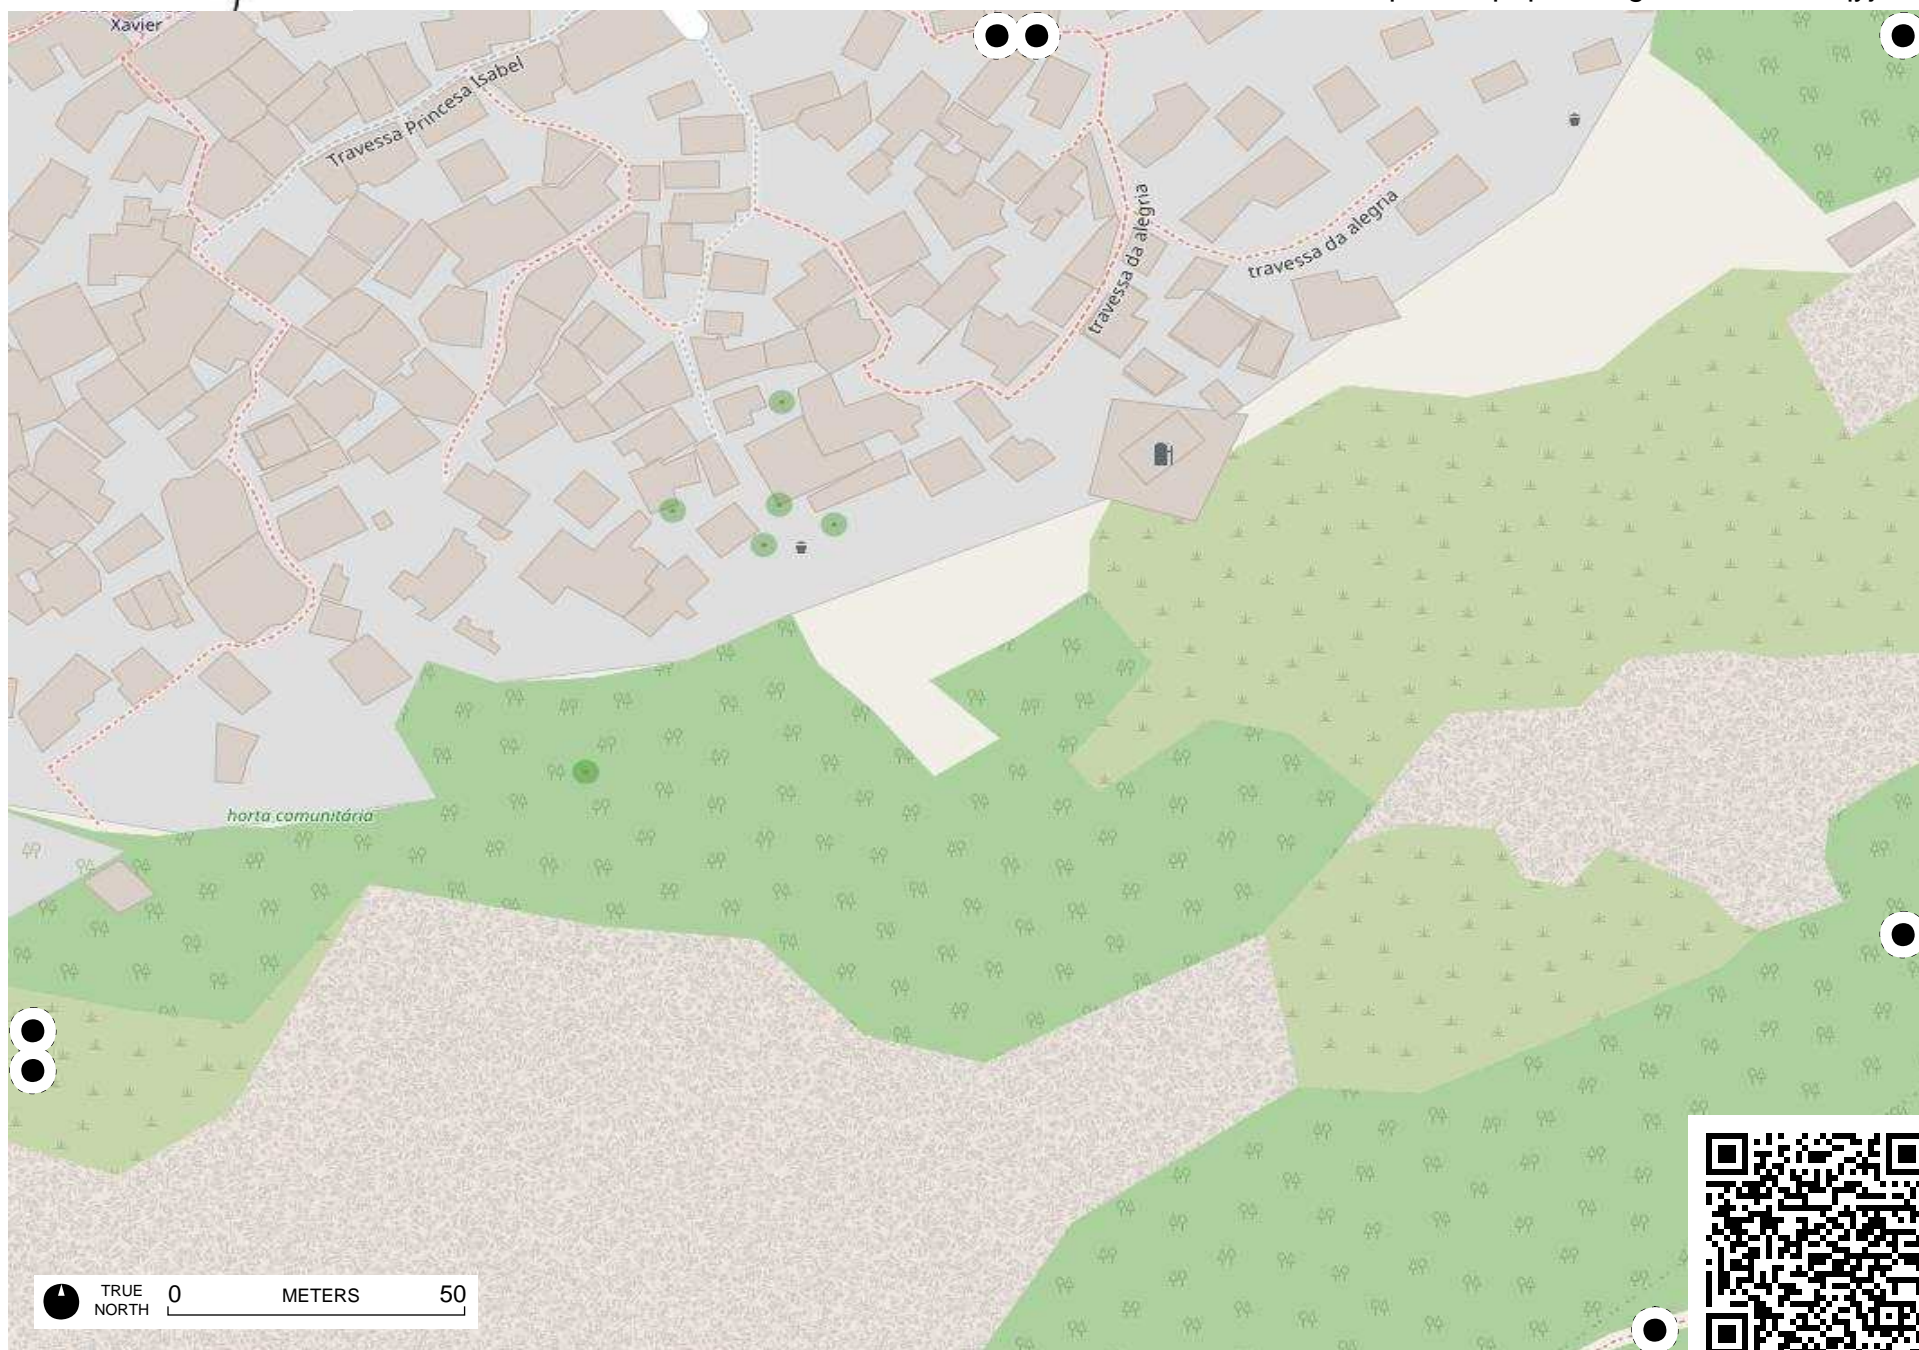 Xavier
Travessa Princesa Isabel
travessa da alegria
travessa da alegria
horta comunitária
TRUE
NORTH
0 METERS 50